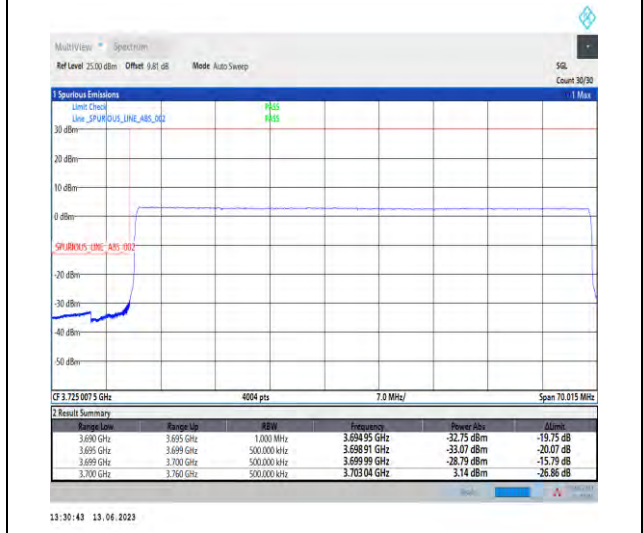 MultiView Spectrum
Ref Level 25.00 dBm Offset 9.81 dB Mode Auto Sweep SGL
Count 30/30
1 Spurious Emissions 1 Max
Limit Check PASS
Line _SPURIOUS_LINE_ABS_002 PASS
30 dBm
20 dBm
10 dBm
0 dBm
_SPURIOUS_LINE_ABS_002
-20 dBm
-30 dBm
-40 dBm
-50 dBm
CF 3.725 007 5 GHz 4004 pts 7.0 MHz/ Span 70.015 MHz
2 Result Summary
Range Low Range Up RBW Frequency Power Abs ΔLimit
3.690 GHz 3.695 GHz 1.000 MHz 3.694 95 GHz -32.75 dBm -19.75 dB
3.695 GHz 3.699 GHz 500.000 kHz 3.698 91 GHz -33.07 dBm -20.07 dB
3.699 GHz 3.700 GHz 500.000 kHz 3.699 99 GHz -28.79 dBm -15.79 dB
3.700 GHz 3.760 GHz 500.000 kHz 3.703 04 GHz 3.14 dBm -26.86 dB
13:30:43 13.06.2023